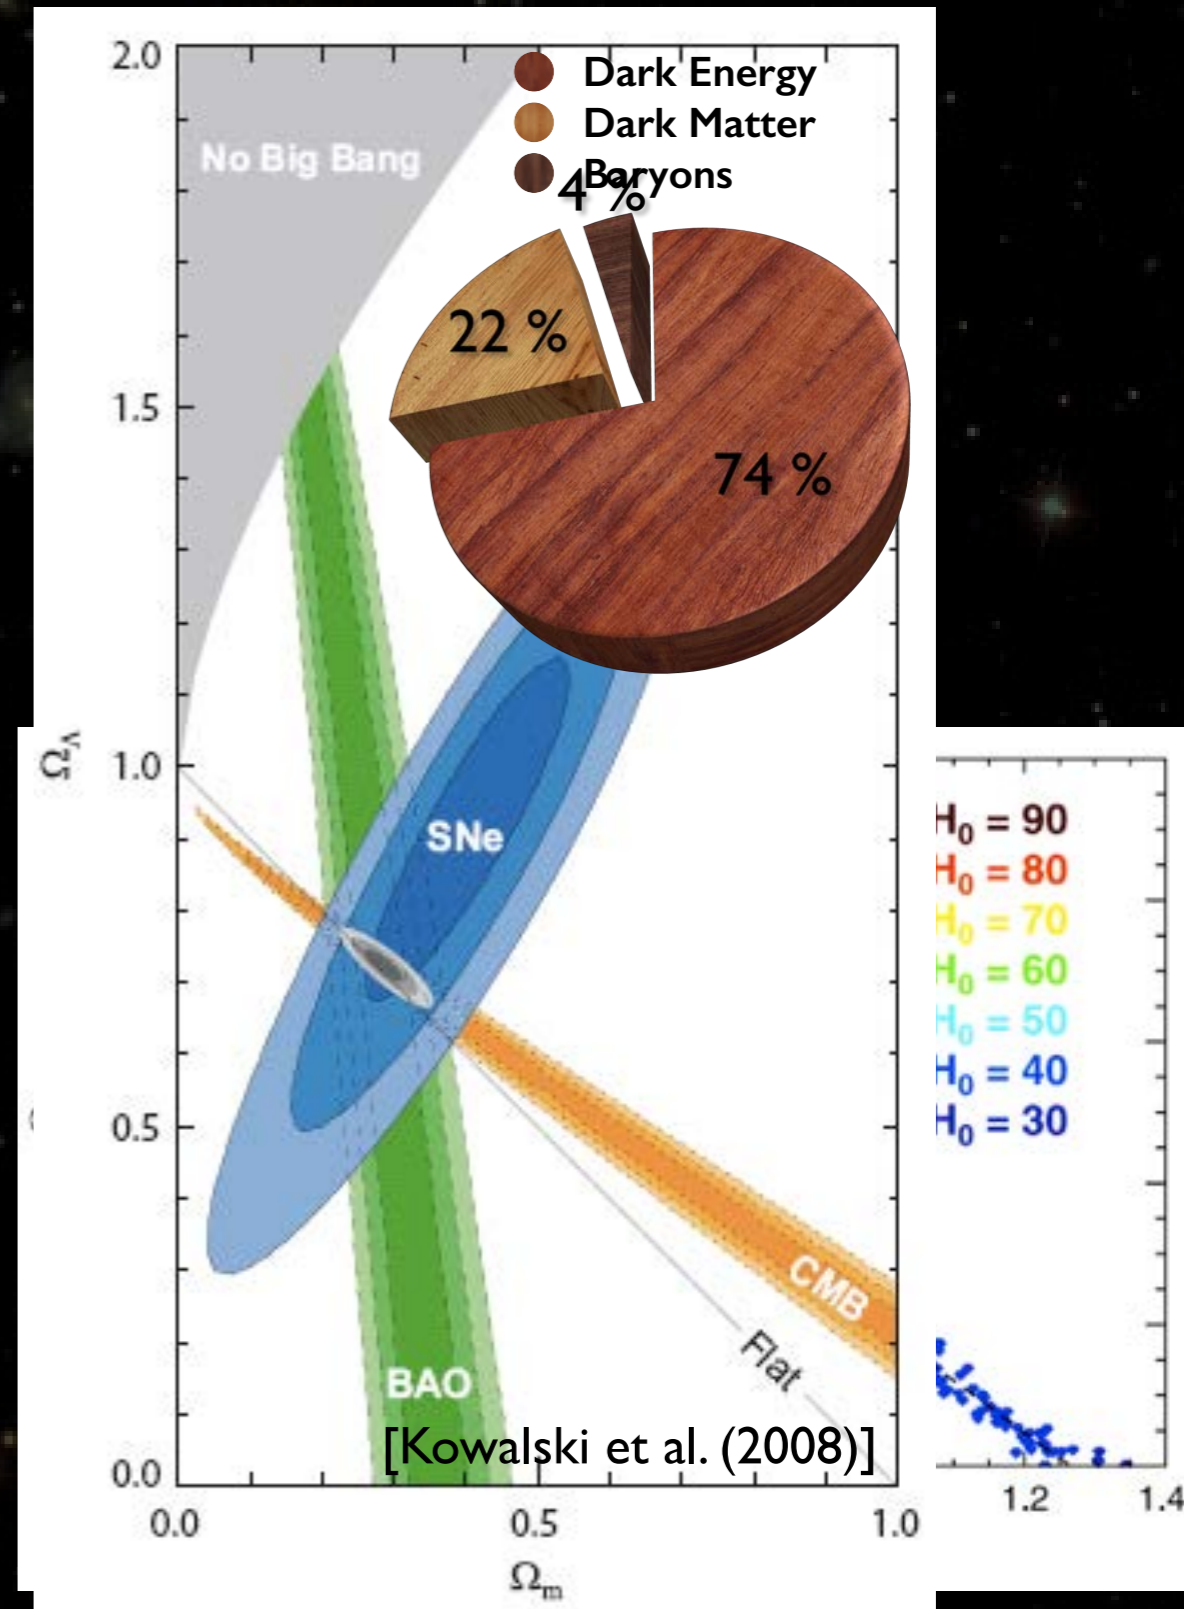 2.0
Dark Energy
Dark Matter
Baryons
No Big Bang
4 %
22 %
1.5
74 %
Ω_Λ
1.0
SNe
H₀ = 90
H₀ = 80
H₀ = 70
H₀ = 60
H₀ = 50
H₀ = 40
H₀ = 30
0.5
CMB
Flat
BAO
[Kowalski et al. (2008)]
0.0
0.0 0.5 1.0
1.2 1.4
Ω_m